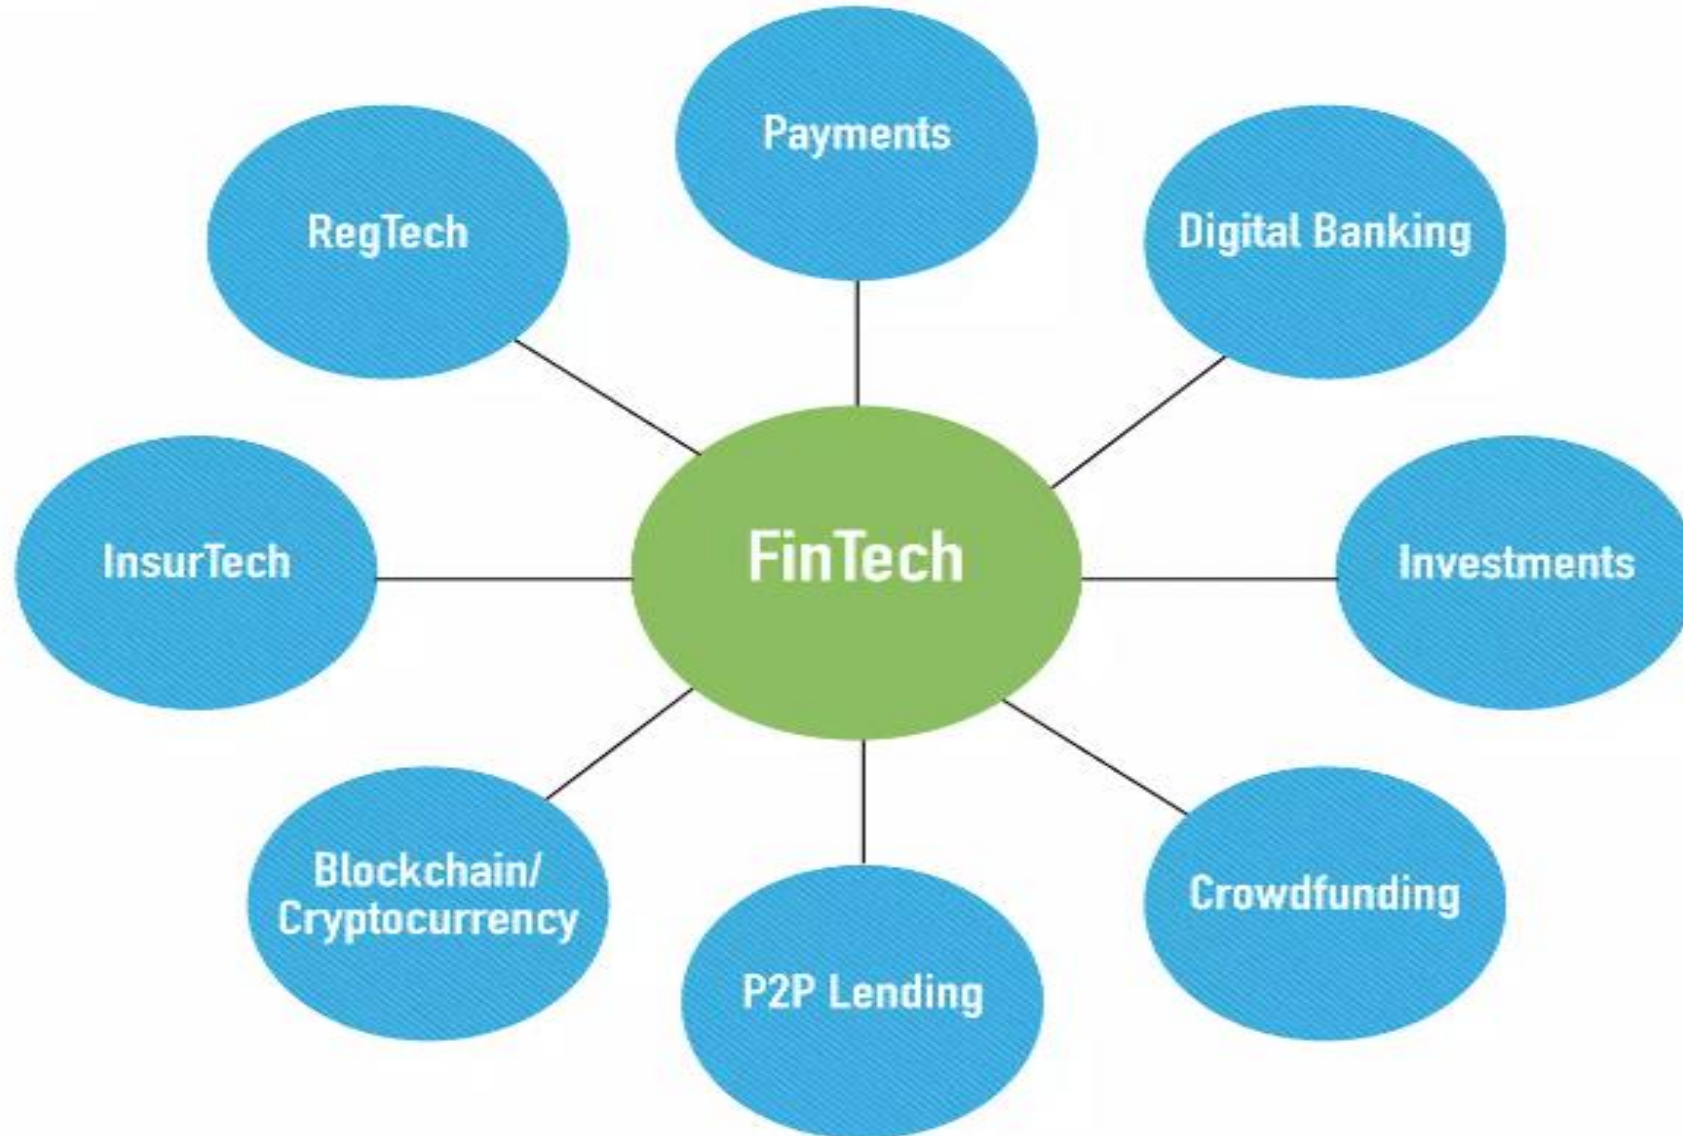 Payments
RegTech
Digital Banking
FinTech
InsurTech
Investments
Blockchain/
Cryptocurrency
Crowdfunding
P2P Lending